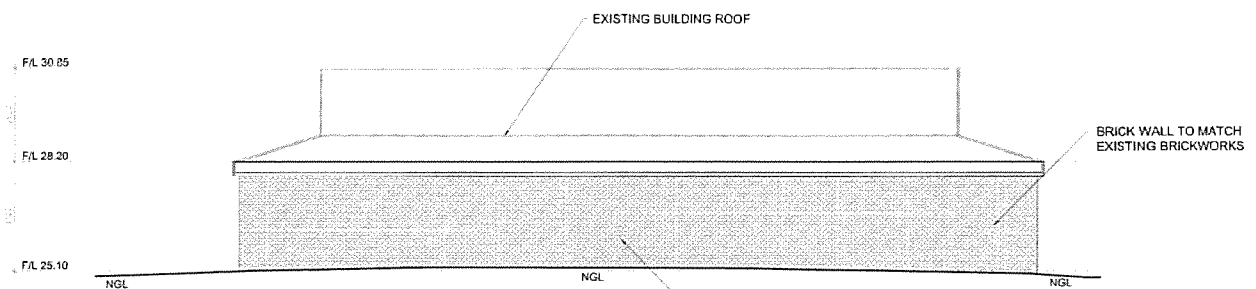 EXISTING BUILDING ROOF
F/L 30.85
BRICK WALL TO MATCH
EXISTING BRICKWORKS
F/L 28.20
F/L 25.10
NGL
NGL
NGL